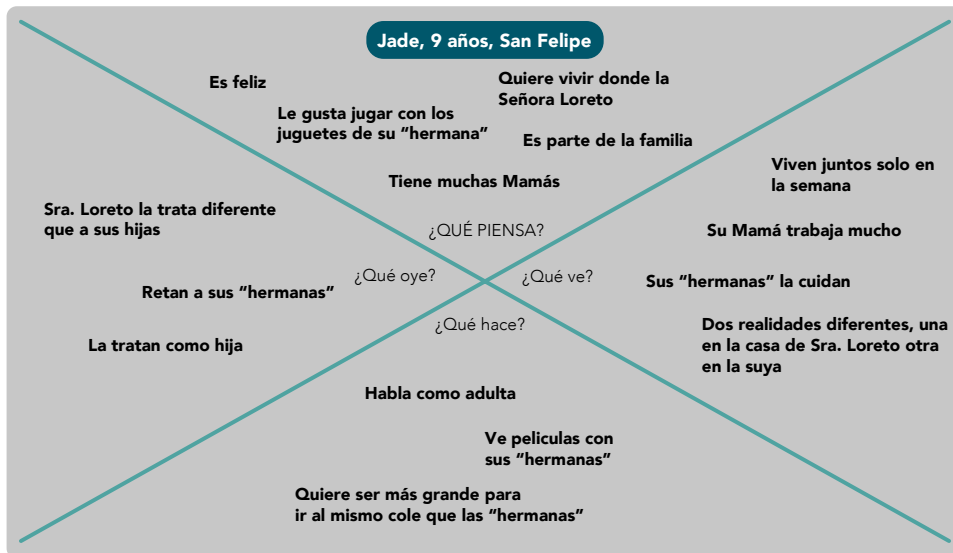 Jade, 9 años, San Felipe
Es feliz
Quiere vivir donde la
Señora Loreto
Le gusta jugar con los
juguetes de su “hermana”
Es parte de la familia
Tiene muchas Mamás
¿QUÉ PIENSA?
Sra. Loreto la trata diferente
que a sus hijas
¿Qué oye?
Retan a sus “hermanas”
La tratan como hija
Viven juntos solo en
la semana
Su Mamá trabaja mucho
¿Qué ve?
Sus “hermanas” la cuidan
Dos realidades diferentes, una
en la casa de Sra. Loreto otra
en la suya
¿Qué hace?
Habla como adulta
Ve peliculas con
sus “hermanas”
Quiere ser más grande para
ir al mismo cole que las “hermanas”